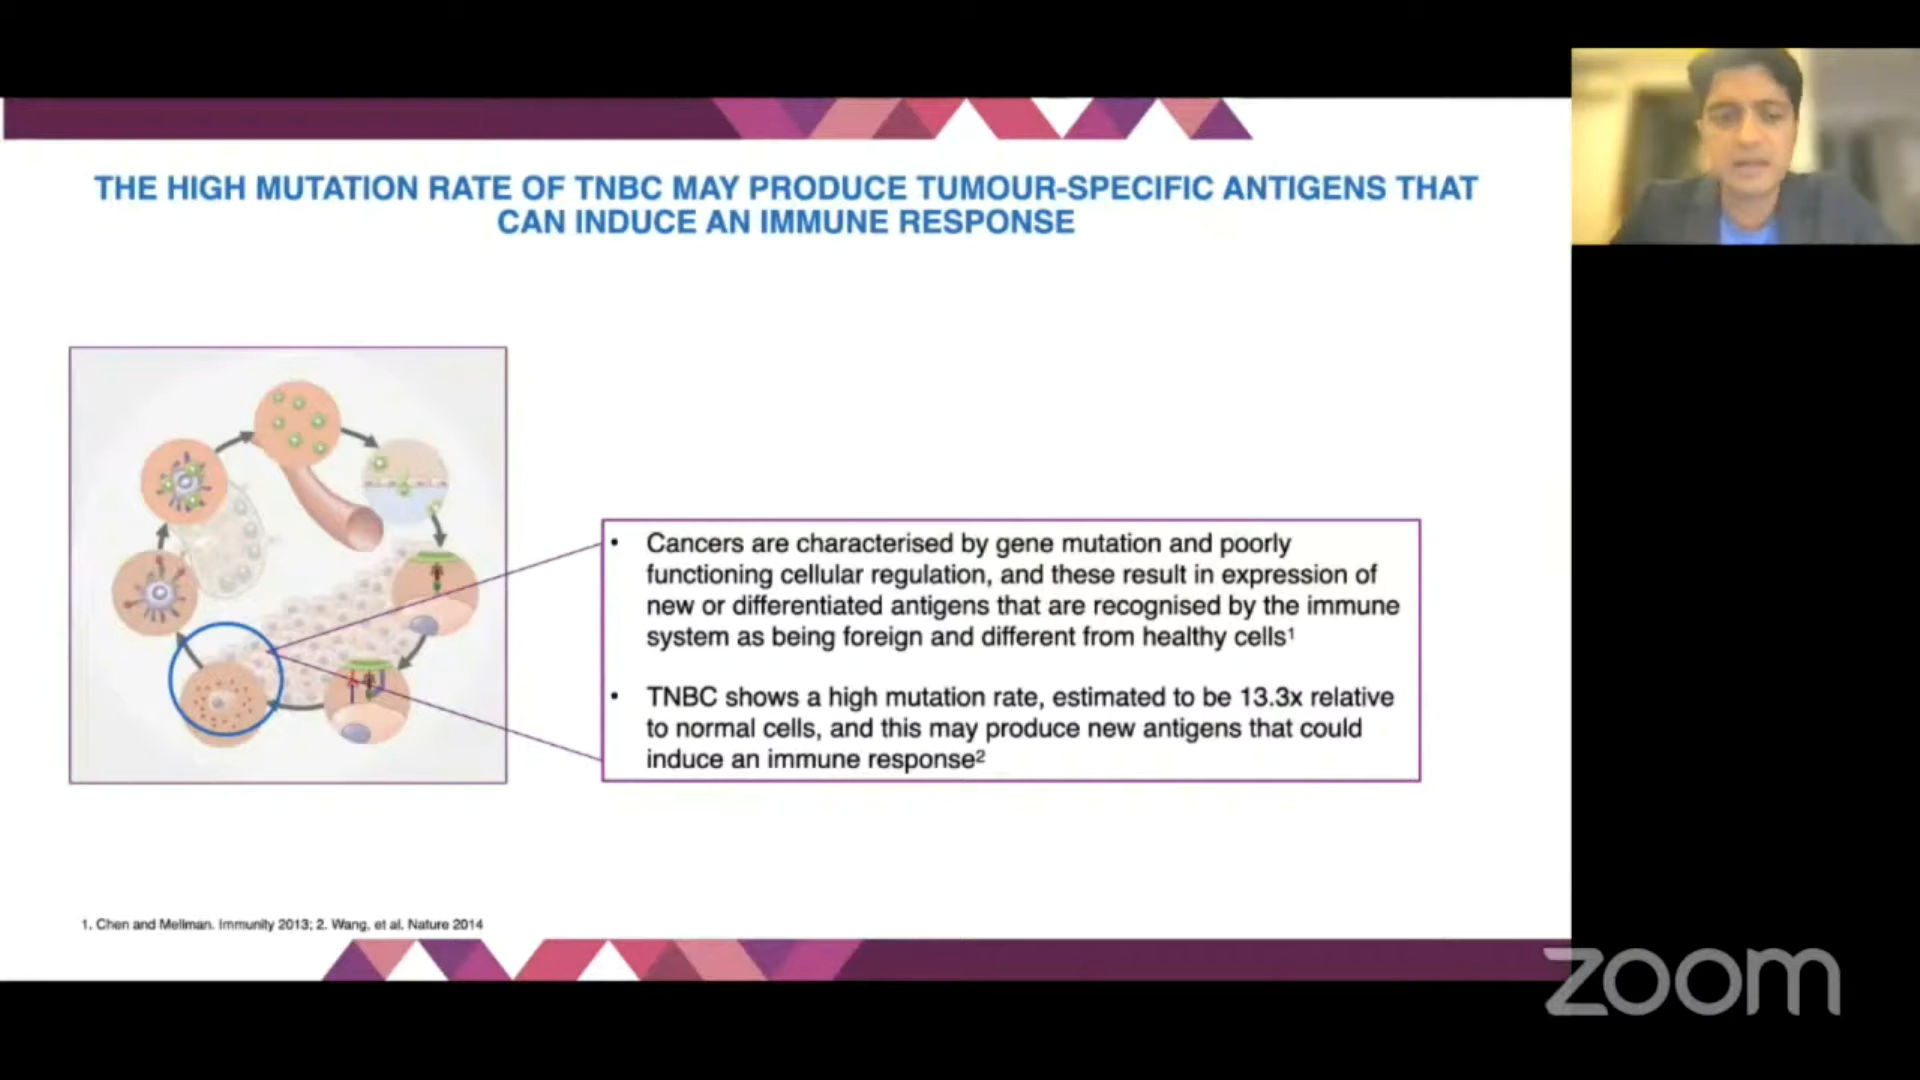 THE HIGH MUTATION RATE OF TNBC MAY PRODUCE TUMOUR-SPECIFIC ANTIGENS THAT
CAN INDUCE AN IMMUNE RESPONSE
• Cancers are characterised by gene mutation and poorly
functioning cellular regulation, and these result in expression of
new or differentiated antigens that are recognised by the immune
system as being foreign and different from healthy cells¹
• TNBC shows a high mutation rate, estimated to be 13.3x relative
to normal cells, and this may produce new antigens that could
induce an immune response²
1. Chen and Mellman. Immunity 2013; 2. Wang, et al. Nature 2014
zoom